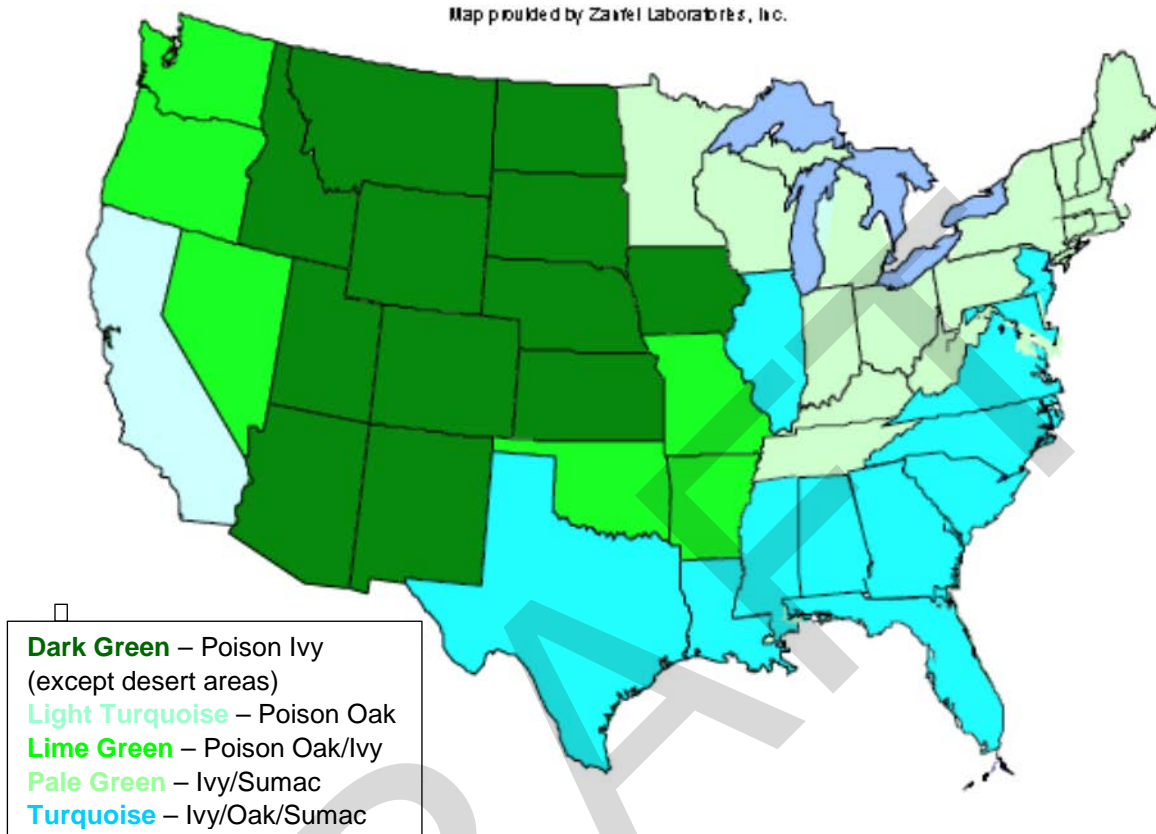 Map provided by Zanfel Laboratories, Inc.
DRAFT
Dark Green – Poison Ivy
(except desert areas)
Light Turquoise – Poison Oak
Lime Green – Poison Oak/Ivy
Pale Green – Ivy/Sumac
Turquoise – Ivy/Oak/Sumac